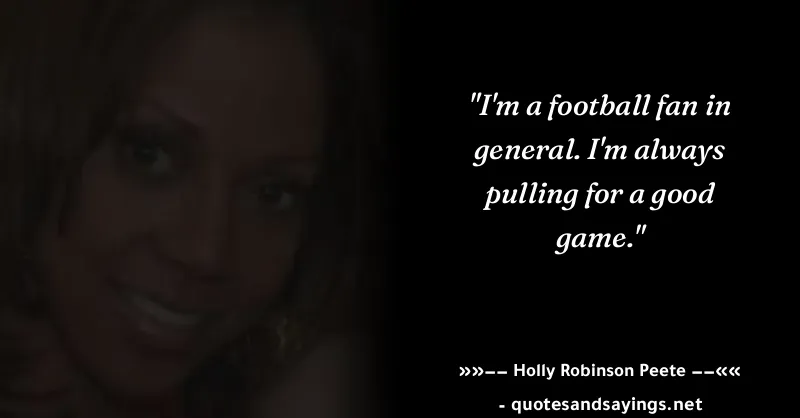 "I'm a football fan in
general. I'm always
pulling for a good
game."
»»−− Holly Robinson Peete −−««
- quotesandsayings.net